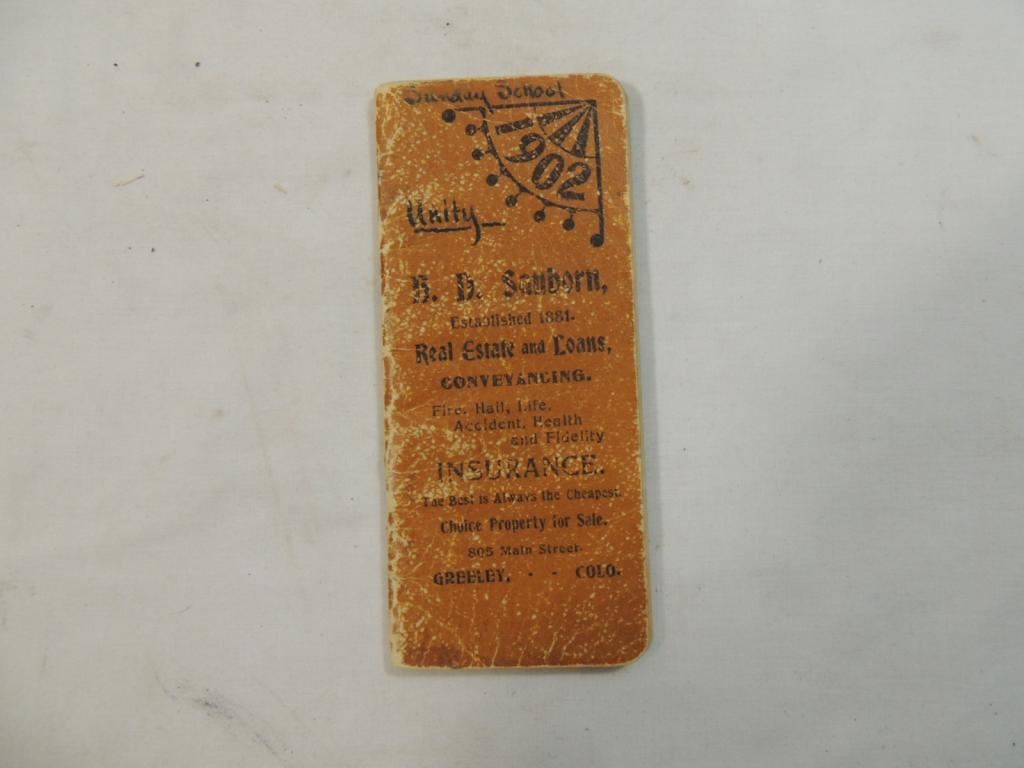 Sunday School
1902
Unity
B. D. Sanborn,
Established 1881.
Real Estate and Loans,
CONVEYANCING.
Fire, Hail, Life,
Accident, Health
and Fidelity
INSURANCE.
The Best is Always the Cheapest.
Choice Property for Sale.
805 Main Street
GREELEY, - - COLO.